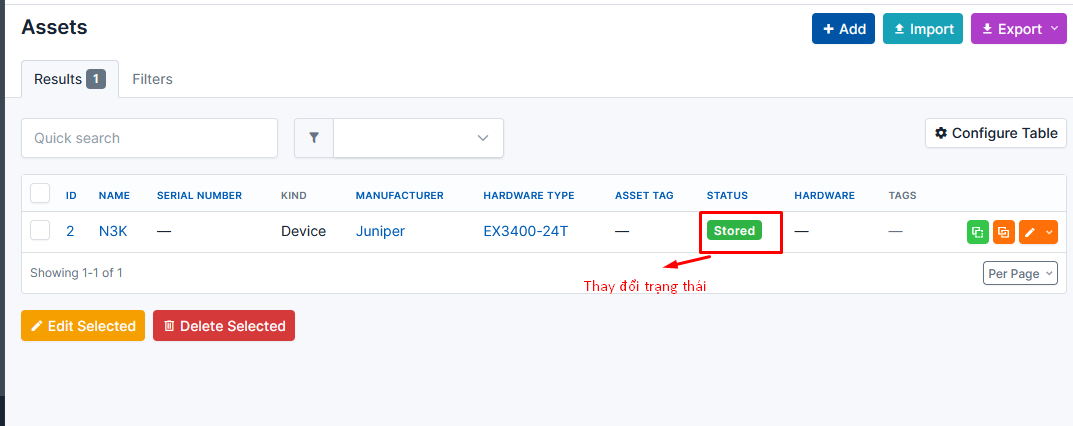 Assets
+ Add
Import
Export
Results 1
Filters
Quick search
Configure Table
ID NAME SERIAL NUMBER KIND MANUFACTURER HARDWARE TYPE ASSET TAG STATUS HARDWARE TAGS
2 N3K — Device Juniper EX3400-24T — Stored — —
Showing 1-1 of 1
Per Page
Thay đổi trạng thái
Edit Selected
Delete Selected